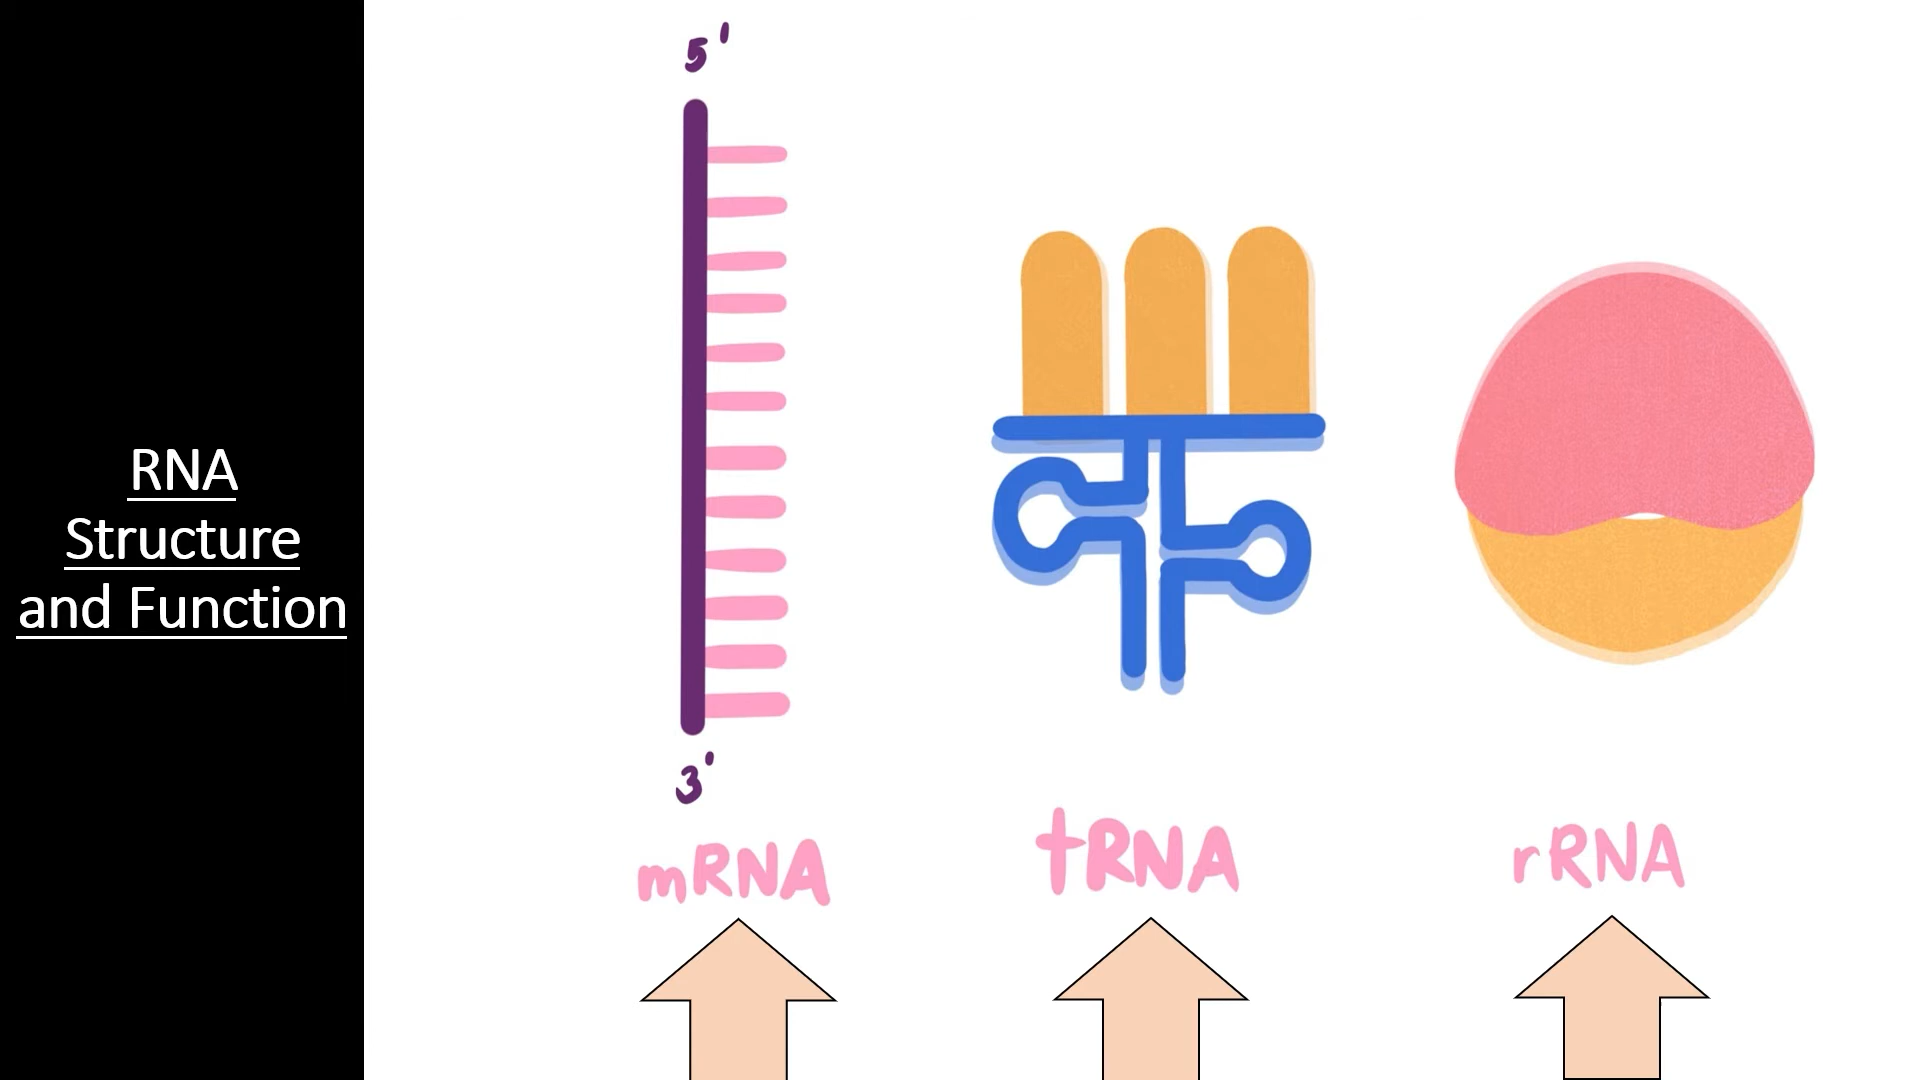 RNA
Structure
and Function
5'
3'
mRNA
tRNA
rRNA